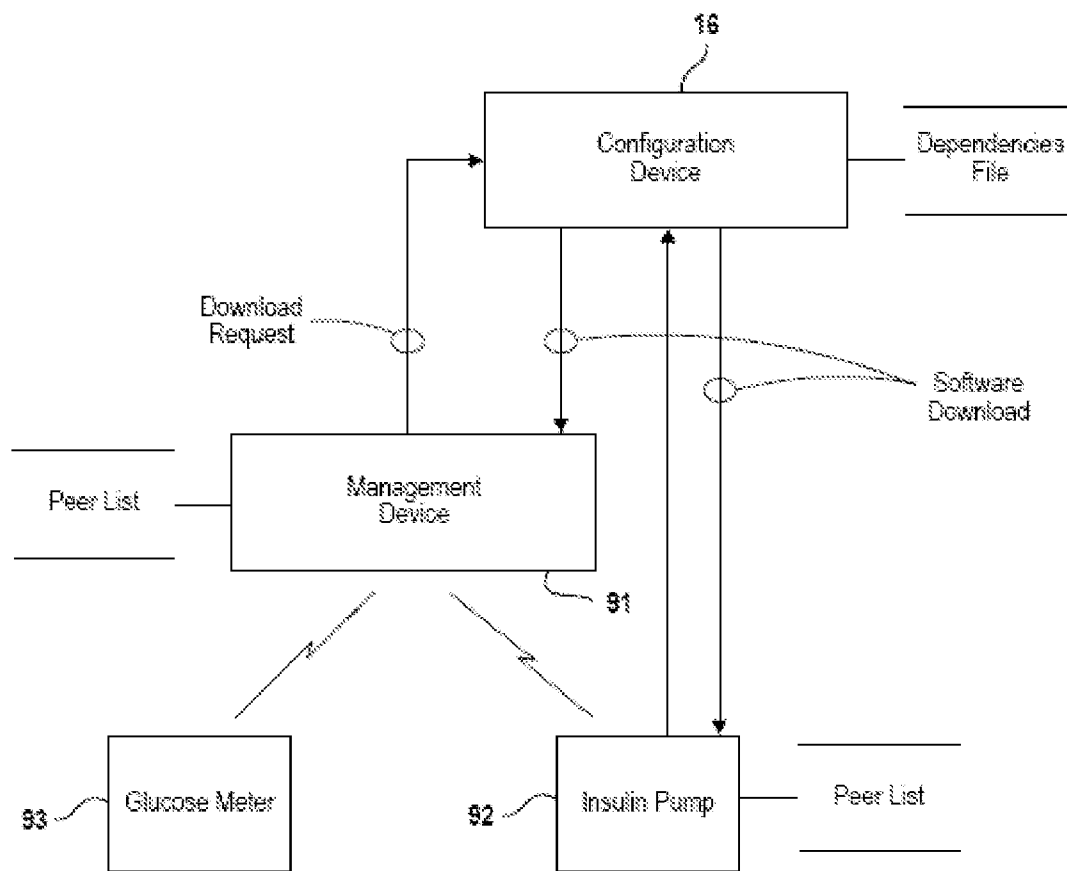 16
Configuration
Device
Dependencies
File
Download
Request
Software
Download
Peer List
Management
Device
91
Glucose Meter
93
Insulin Pump
92
Peer List